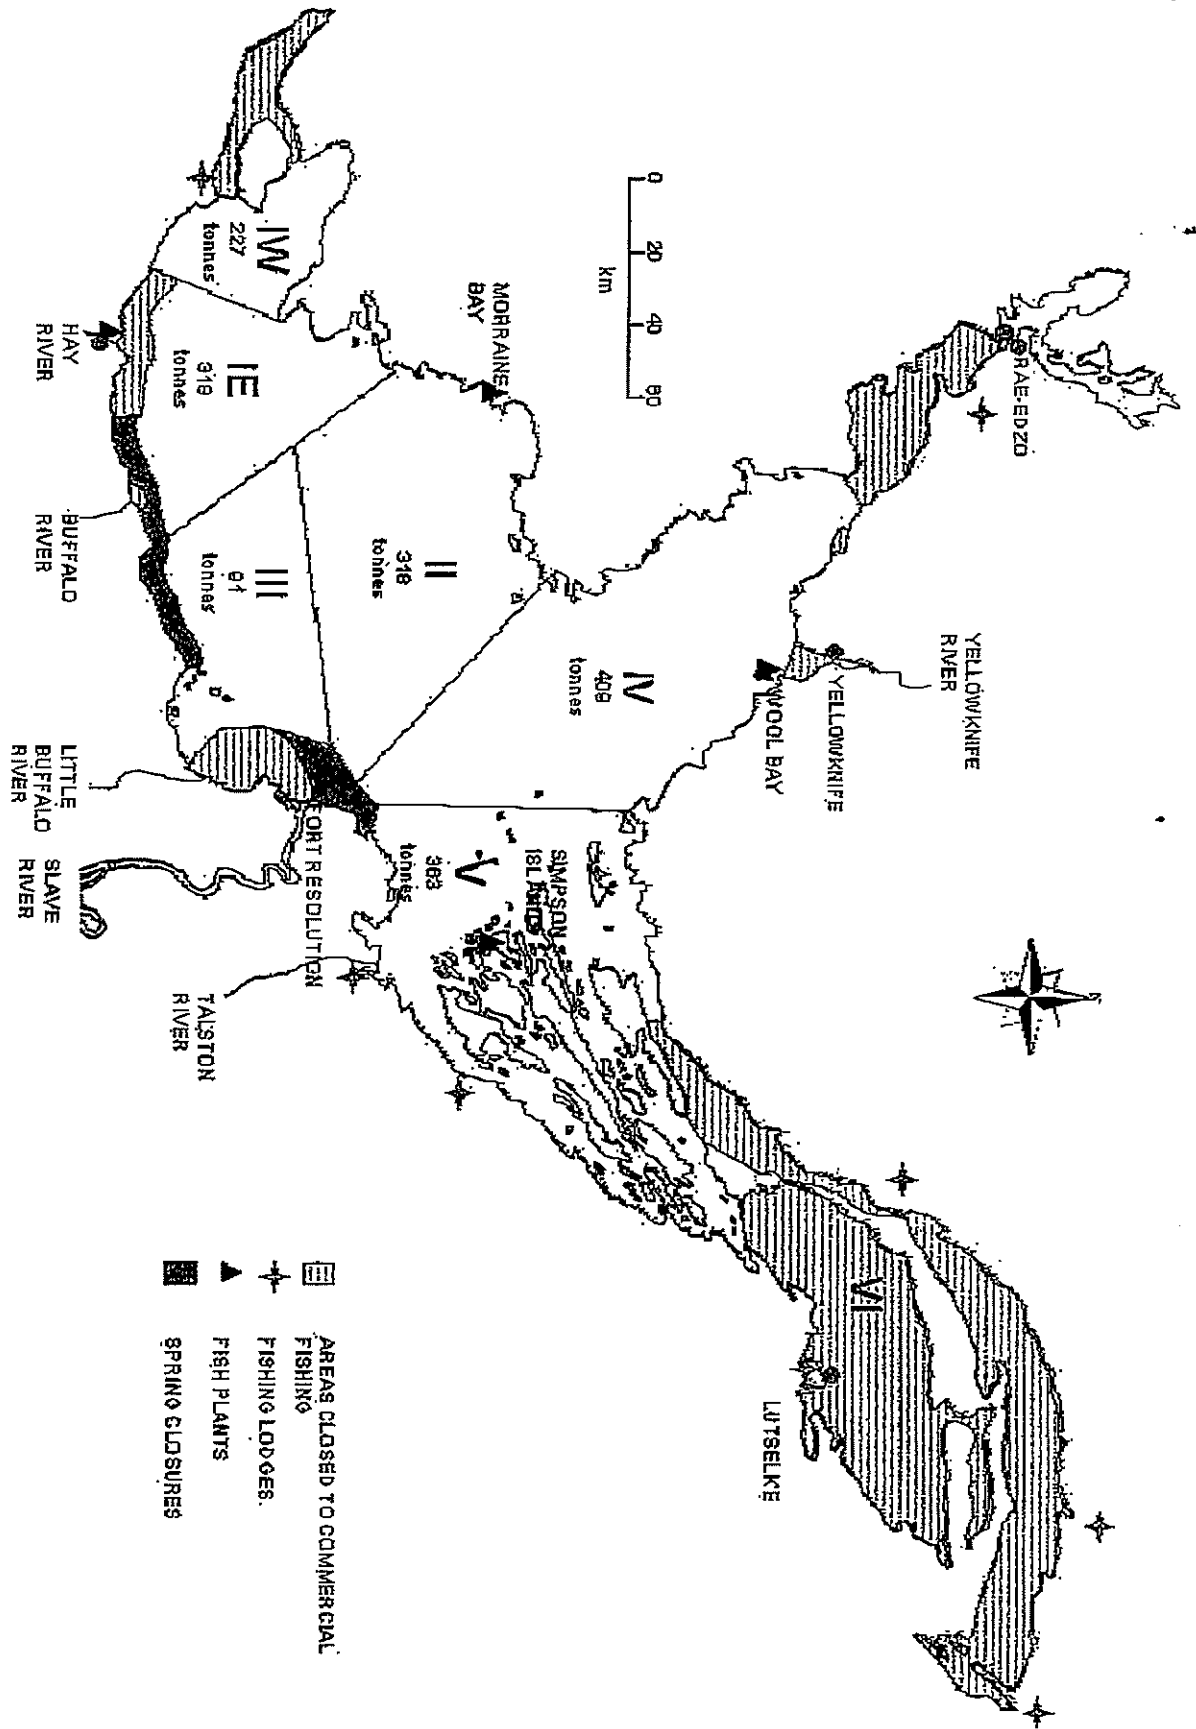 RAE-EDZO
YELLOWKNIFE
RIVER
YELLOWKNIFE
WOOL BAY
0 20 40 60
km
MORRAINE
BAY
IV
409
tonnes
II
318
tonnes
IW
227
tonnes
IE
318
tonnes
III
91
tonnes
V
363
tonnes
SIMPSON
ISLANDS
VI
LUTSELKE
FORT RESOLUTION
HAY
RIVER
BUFFALO
RIVER
LITTLE
BUFFALO
RIVER
SLAVE
RIVER
TALSTON
RIVER
AREAS CLOSED TO COMMERCIAL
FISHING
FISHING LODGES.
FISH PLANTS
SPRING CLOSURES